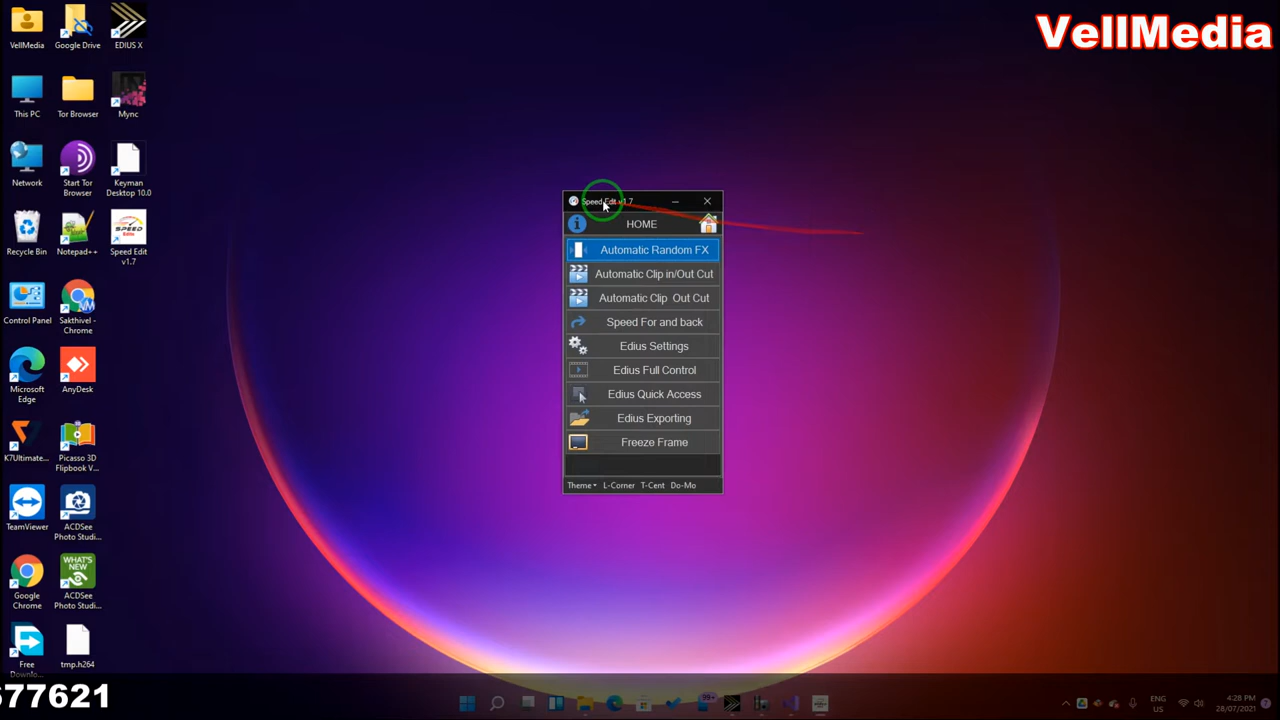 VellMedia
VellMedia
Google Drive
EDIUS X
This PC
Tor Browser
Mync
Network
Start Tor
Browser
Keyman
Desktop 10.0
Recycle Bin
Notepad++
Speed Edit
v1.7
SPEED
Control Panel
Sakthivel -
Chrome
Microsoft
Edge
AnyDesk
K7Ultimate...
Picasso 3D
Flipbook V...
TeamViewer
ACDSee
Photo Studi...
WHAT'S
NEW
Google
Chrome
ACDSee
Photo Studi...
Free
Downlo...
tmp.h264
Speed Edit v1.7
HOME
Automatic Random FX
Automatic Clip in/Out Cut
Automatic Clip Out Cut
Speed For and back
Edius Settings
Edius Full Control
Edius Quick Access
Edius Exporting
Freeze Frame
Theme
L-Corner
T-Cent
Do-Mo
677621
99+
ENG
US
4:28 PM
28/07/2021